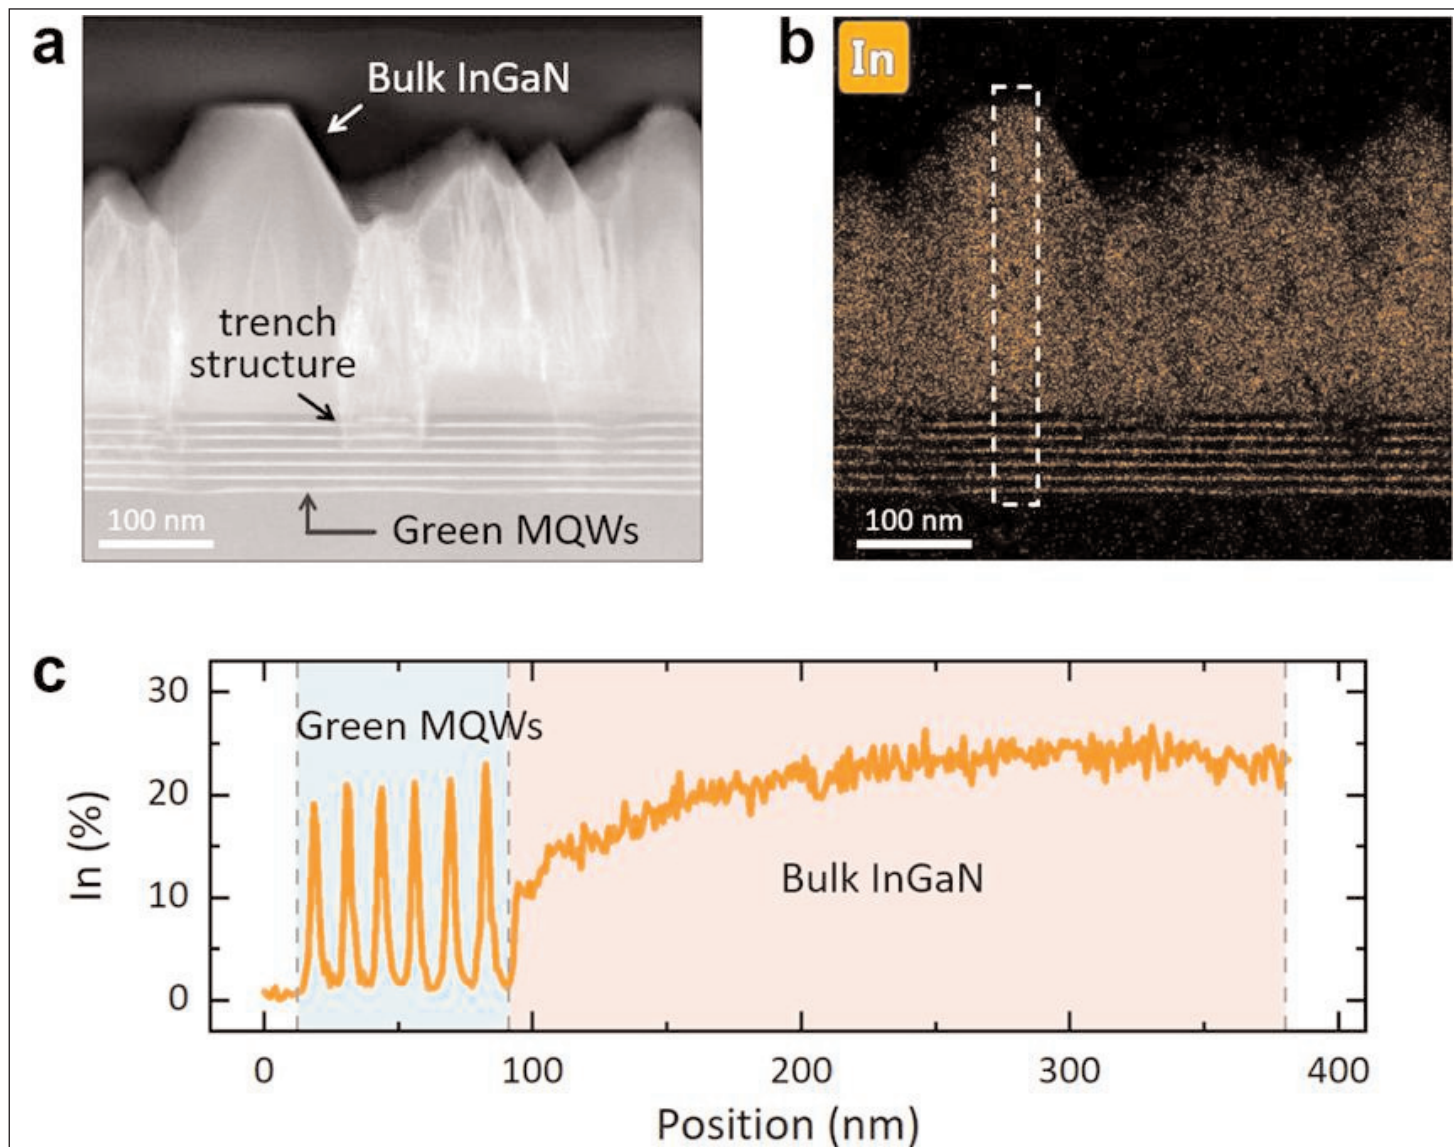 a
Bulk InGaN
trench
structure
Green MQWs
100 nm
b
In
100 nm
c
Green MQWs
Bulk InGaN
In (%)
30
20
10
0
0 100 200 300 400
Position (nm)